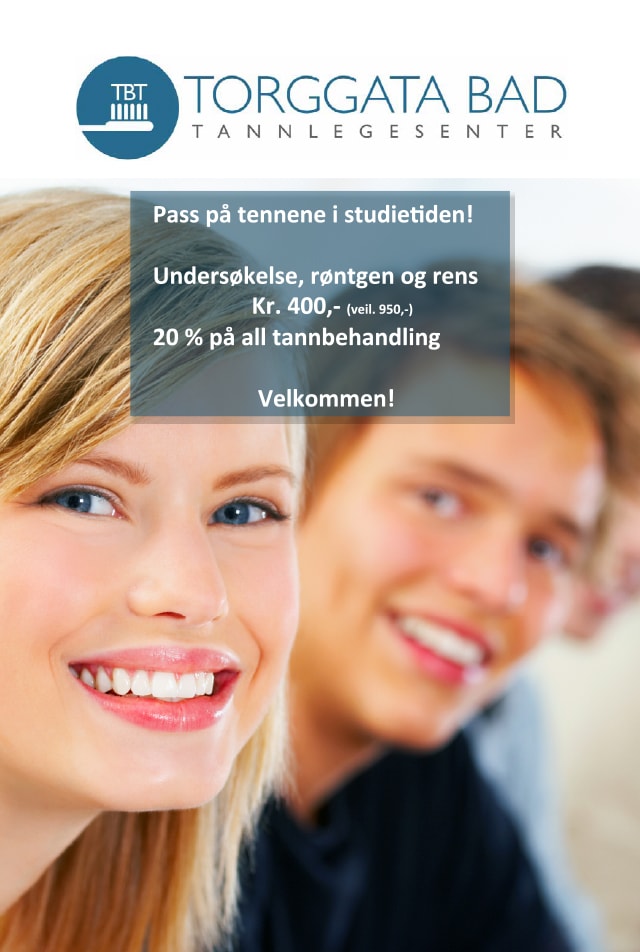 TBT
TORGGATA BAD
TANNLEGESENTER
Pass på tennene i studietiden!
Undersøkelse, røntgen og rens
Kr. 400,- (veil. 950,-)
20 % på all tannbehandling
Velkommen!